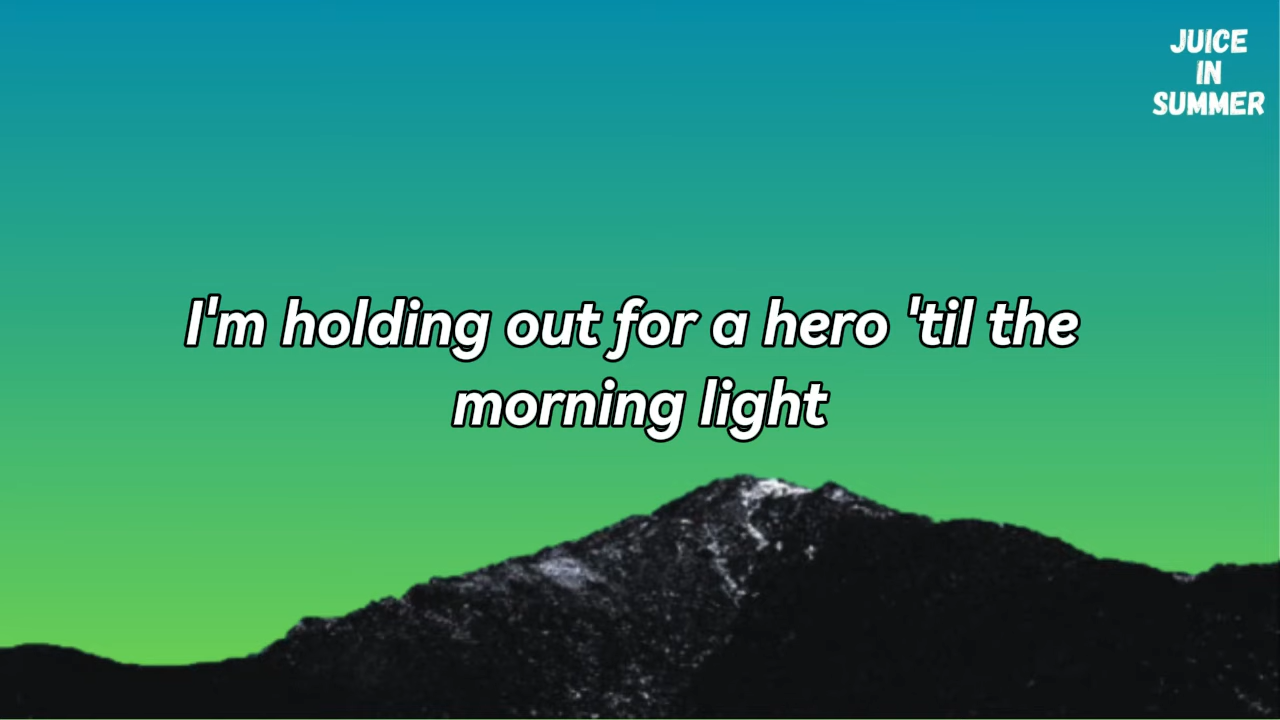 JUICE
IN
SUMMER
I'm holding out for a hero 'til the
morning light